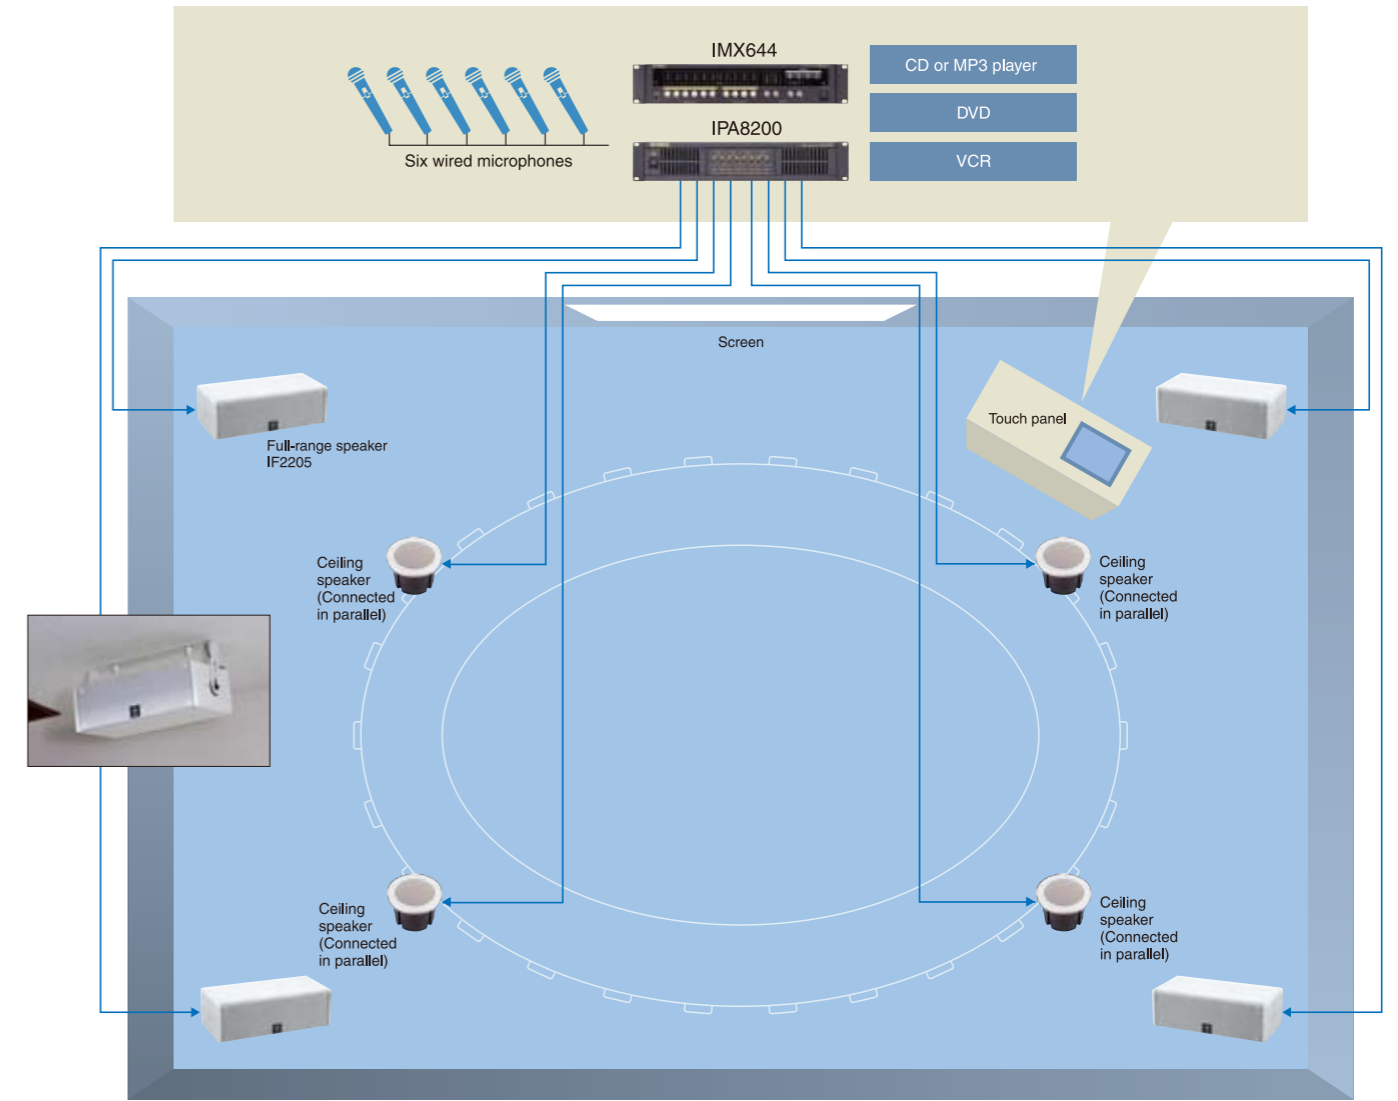 IMX644
CD or MP3 player
DVD
IPA8200
VCR
Six wired microphones
Screen
Touch panel
Full-range speaker
IF2205
Ceiling
speaker
(Connected
in parallel)
Ceiling
speaker
(Connected
in parallel)
Ceiling
speaker
(Connected
in parallel)
Ceiling
speaker
(Connected
in parallel)